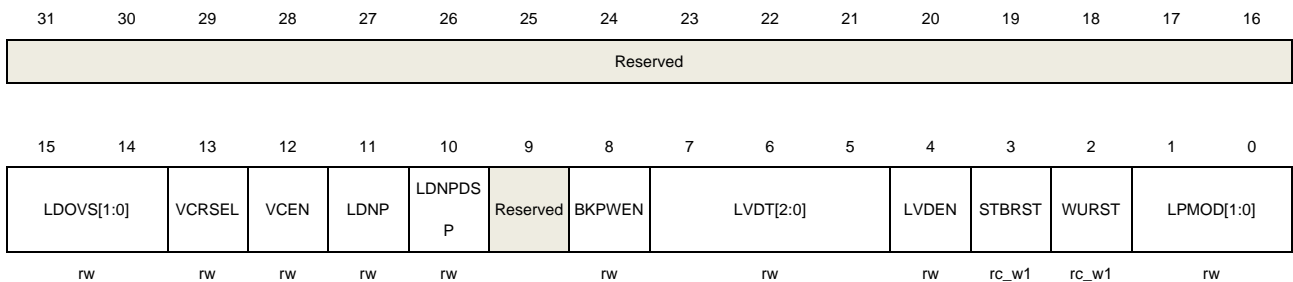 31 30 29 28 27 26 25 24 23 22 21 20 19 18 17 16
Reserved
15 14 13 12 11 10 9 8 7 6 5 4 3 2 1 0
LDOVS[1:0] VCRSEL VCEN LDNP LDNPDS
P Reserved BKPWEN LVDT[2:0] LVDEN STBRST WURST LPMOD[1:0]
rw rw rw rw rw rw rw rw rc_w1 rc_w1 rw